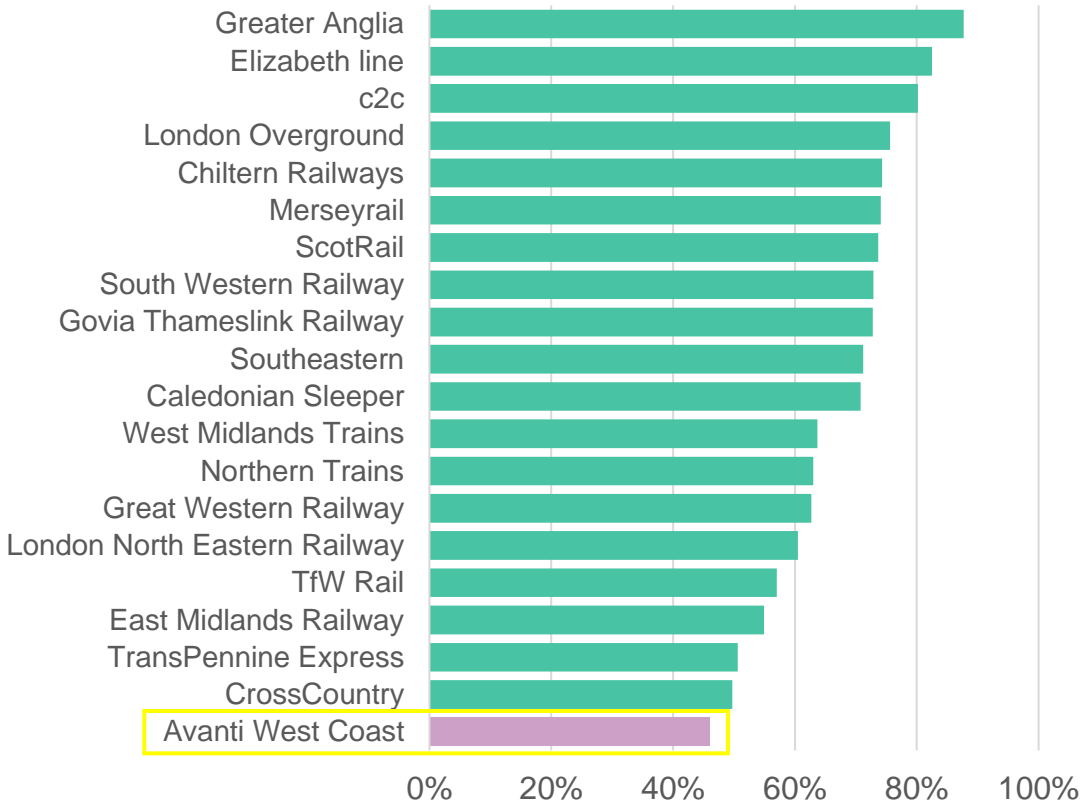 Greater Anglia
Elizabeth line
c2c
London Overground
Chiltern Railways
Merseyrail
ScotRail
South Western Railway
Govia Thameslink Railway
Southeastern
Caledonian Sleeper
West Midlands Trains
Northern Trains
Great Western Railway
London North Eastern Railway
TfW Rail
East Midlands Railway
TransPennine Express
CrossCountry
Avanti West Coast
0% 20% 40% 60% 80% 100%